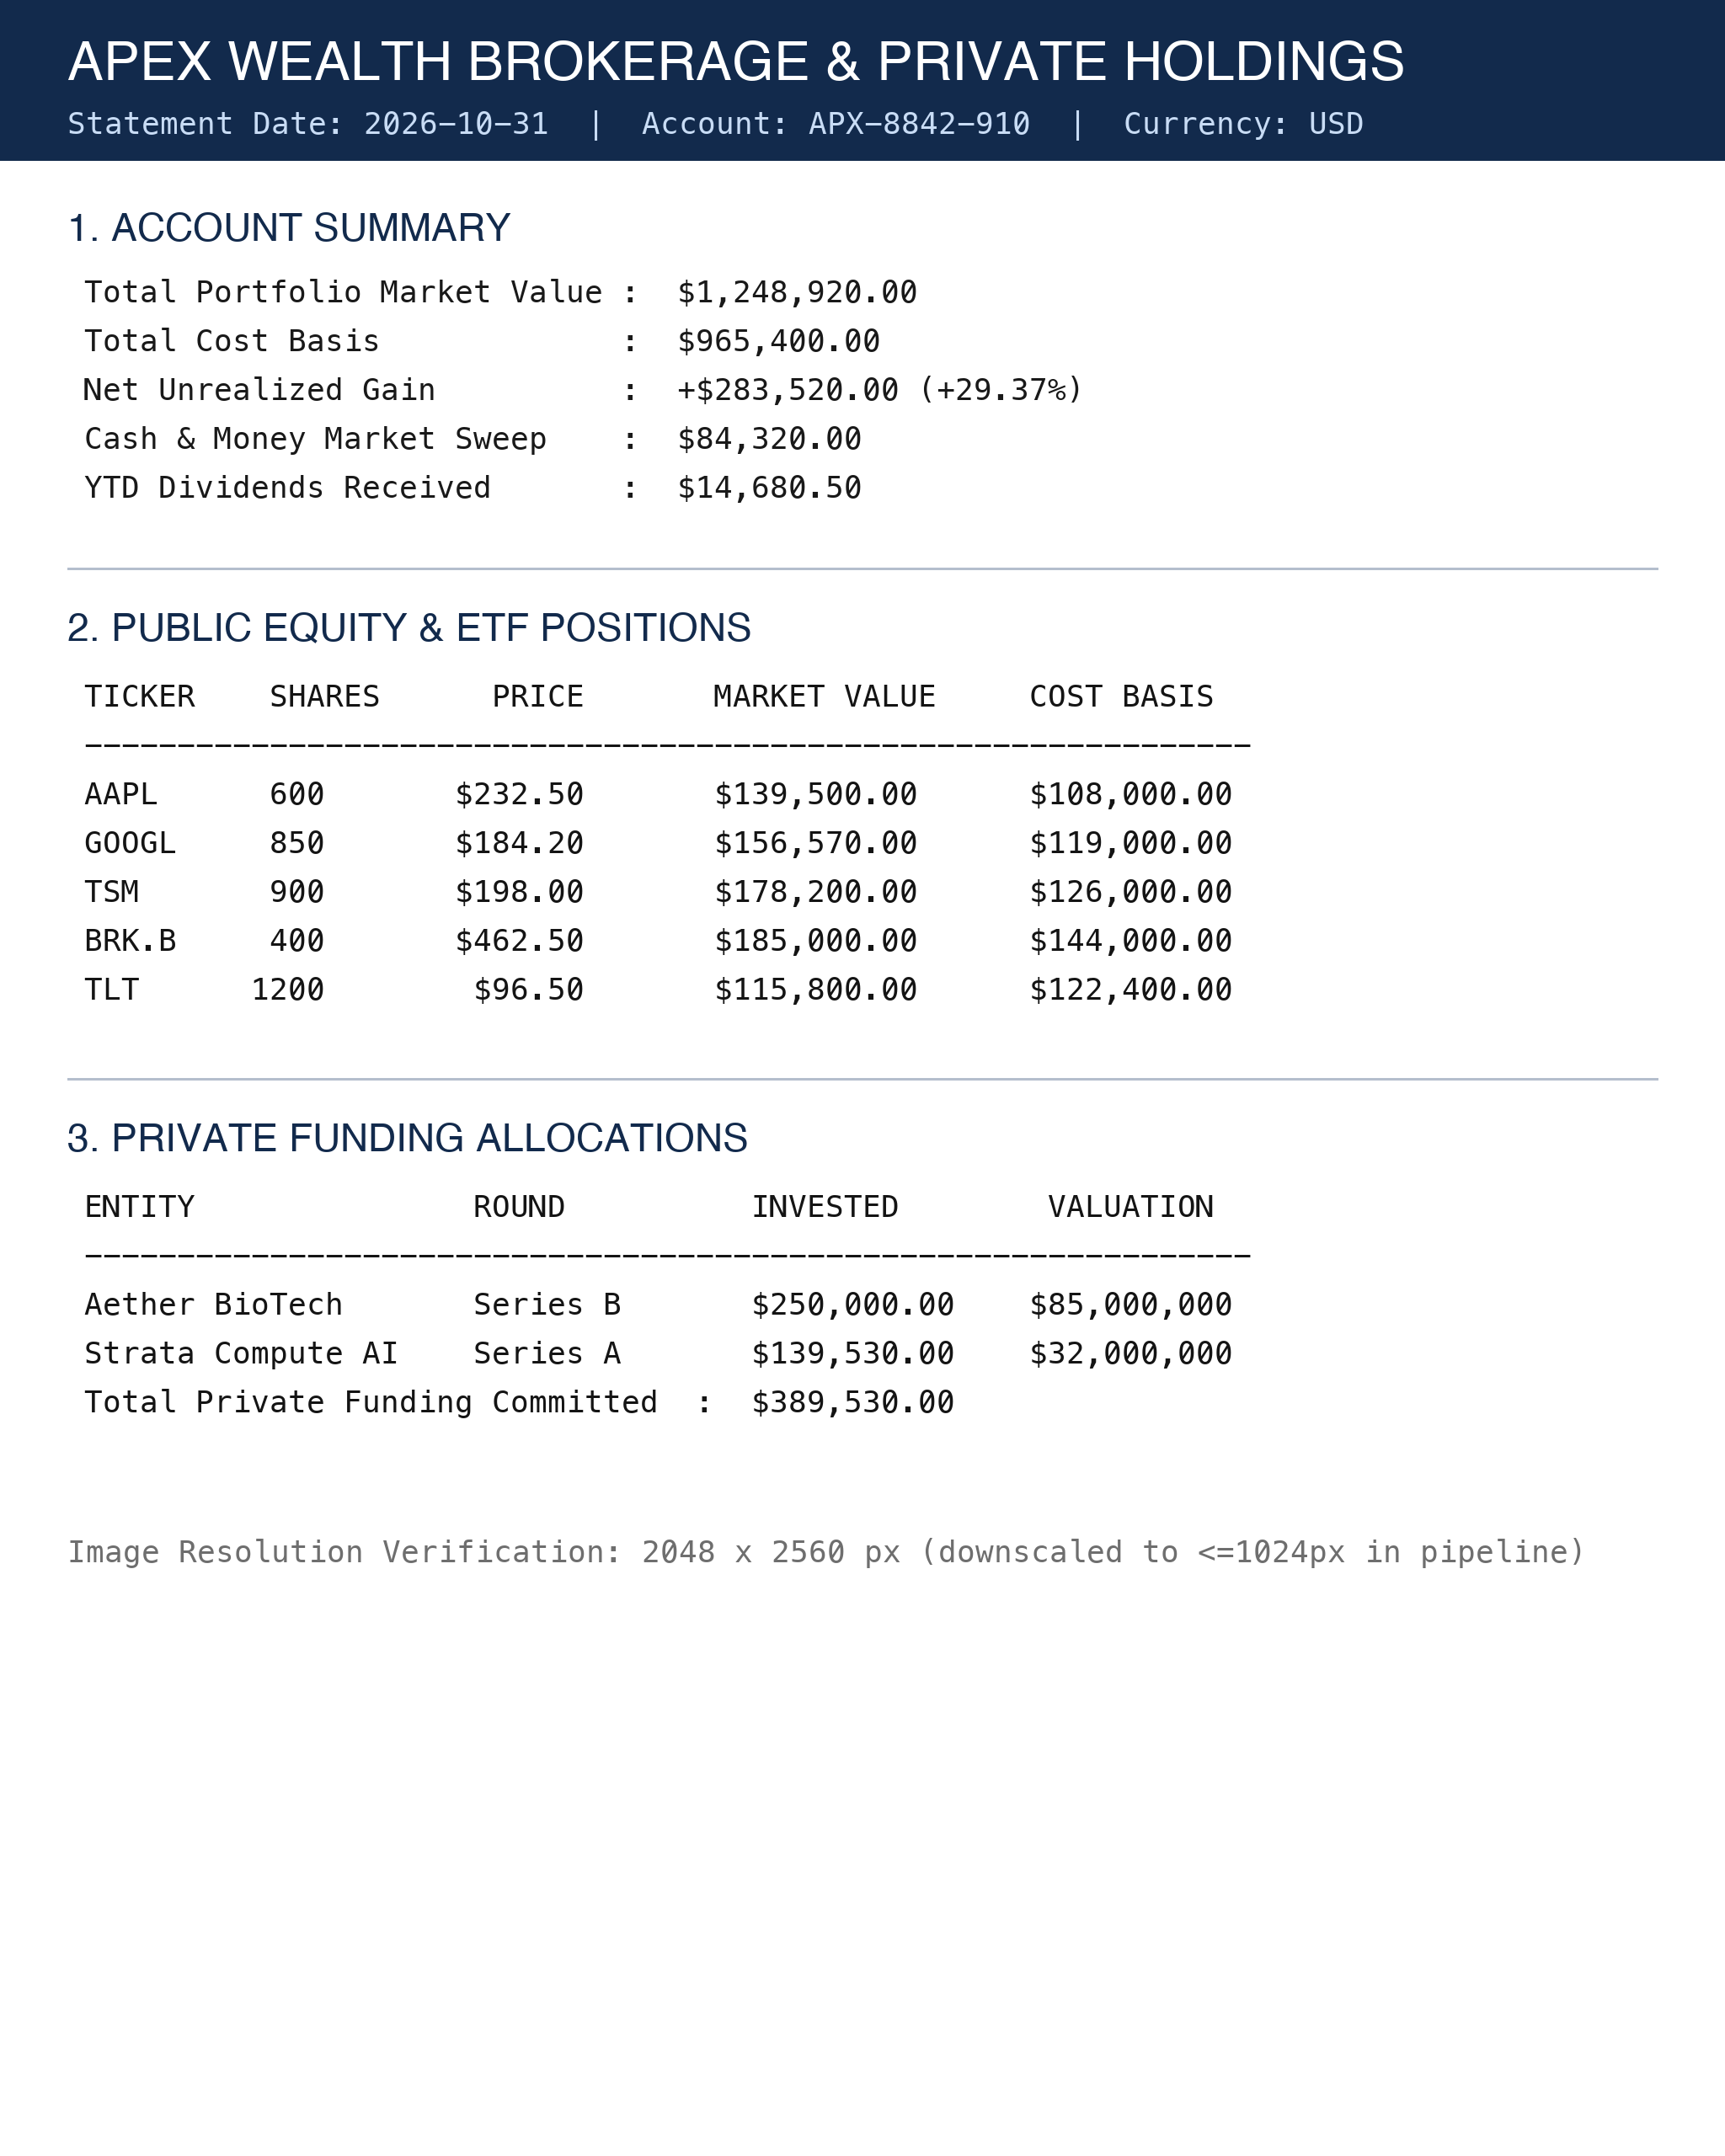 APEX WEALTH BROKERAGE & PRIVATE HOLDINGS
Statement Date: 2026-10-31 | Account: APX-8842-910 | Currency: USD
1. ACCOUNT SUMMARY
Total Portfolio Market Value : $1,248,920.00
Total Cost Basis : $965,400.00
Net Unrealized Gain : +$283,520.00 (+29.37%)
Cash & Money Market Sweep : $84,320.00
YTD Dividends Received : $14,680.50
2. PUBLIC EQUITY & ETF POSITIONS
TICKER SHARES PRICE MARKET VALUE COST BASIS
---------------------------------------------------------------
AAPL 600 $232.50 $139,500.00 $108,000.00
GOOGL 850 $184.20 $156,570.00 $119,000.00
TSM 900 $198.00 $178,200.00 $126,000.00
BRK.B 400 $462.50 $185,000.00 $144,000.00
TLT 1200 $96.50 $115,800.00 $122,400.00
3. PRIVATE FUNDING ALLOCATIONS
ENTITY ROUND INVESTED VALUATION
---------------------------------------------------------------
Aether BioTech Series B $250,000.00 $85,000,000
Strata Compute AI Series A $139,530.00 $32,000,000
Total Private Funding Committed : $389,530.00
Image Resolution Verification: 2048 x 2560 px (downscaled to <=1024px in pipeline)